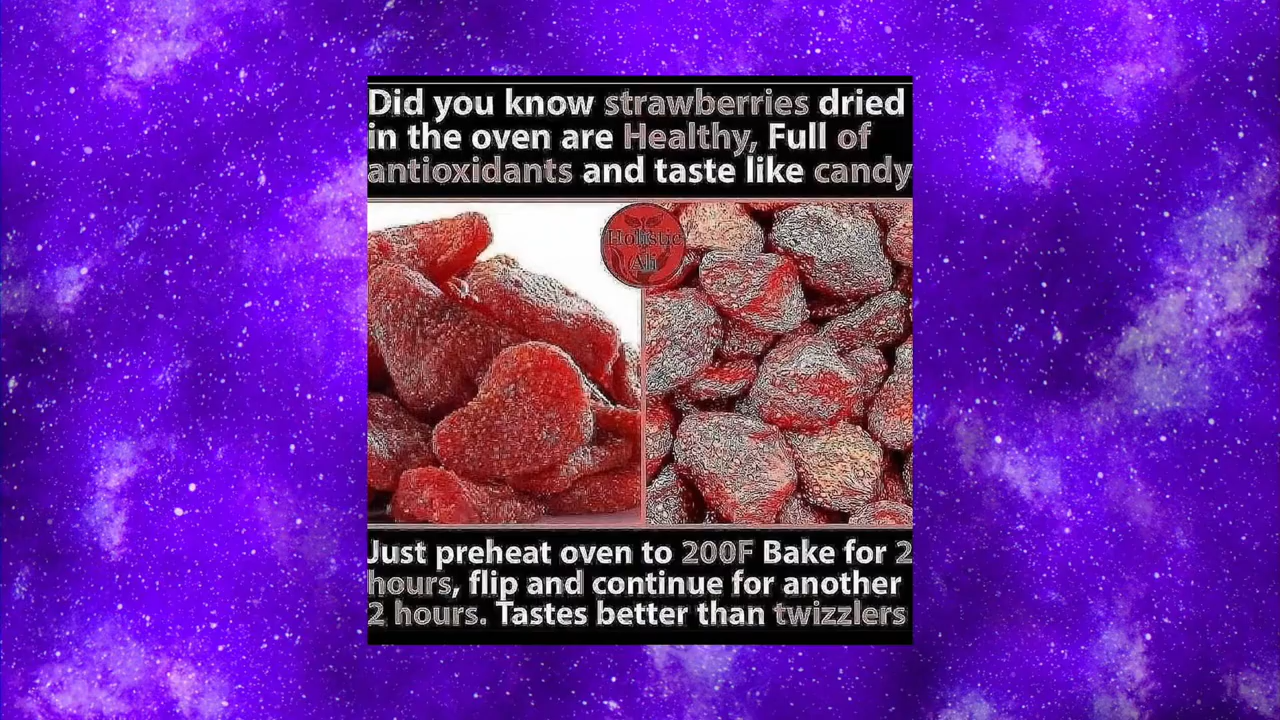 Did you know strawberries dried
in the oven are Healthy, Full of
antioxidants and taste like candy
Holistic
Ali
Just preheat oven to 200F Bake for 2
hours, flip and continue for another
2 hours. Tastes better than twizzlers